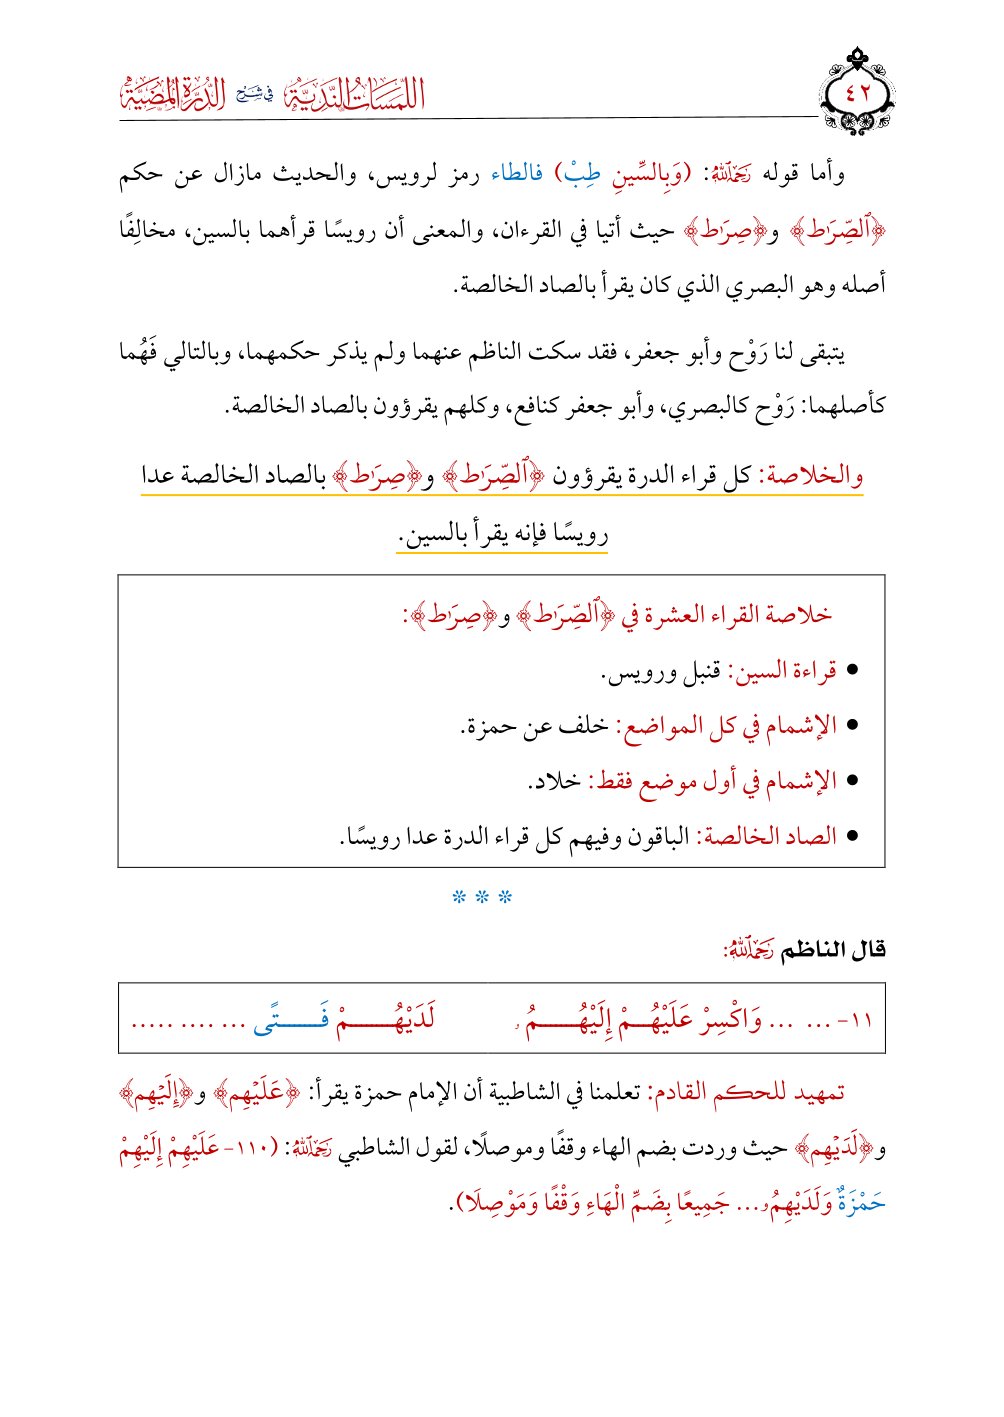 ٤٢
اللمسات الندية في شرح الدرة المضية
وأما قوله رَحِمَهُ ٱللَّهُ: (وَبِالسِّينِ طِبْ) فالطاء رمز لرويس، والحديث مازال عن حكم
﴿ٱلصِّرَٰط﴾ و﴿صِرَٰط﴾ حيث أتيا في القرءان، والمعنى أن رويسًا قرأهما بالسين، مخالِفًا
أصله وهو البصري الذي كان يقرأ بالصاد الخالصة.
يتبقى لنا رَوْح وأبو جعفر، فقد سكت الناظم عنهما ولم يذكر حكمهما، وبالتالي فَهُما
كأصلهما: رَوْح كالبصري، وأبو جعفر كنافع، وكلهم يقرؤون بالصاد الخالصة.
والخلاصة: كل قراء الدرة يقرؤون ﴿ٱلصِّرَٰط﴾ و﴿صِرَٰط﴾ بالصاد الخالصة عدا
رويسًا فإنه يقرأ بالسين.
خلاصة القراء العشرة في ﴿ٱلصِّرَٰط﴾ و﴿صِرَٰط﴾:
● قراءة السين: قنبل ورويس.
● الإشمام في كل المواضع: خلف عن حمزة.
● الإشمام في أول موضع فقط: خلاد.
● الصاد الخالصة: الباقون وفيهم كل قراء الدرة عدا رويسًا.
* * *
قال الناظم رَحِمَهُ ٱللَّهُ:
١١- ... ... وَاكْسِرْ عَلَيْهُـمْ إِلَيْهُـمُۥ لَدَيْهُـمْ فَـتًى ... .... .....
تمهيد للحكم القادم: تعلمنا في الشاطبية أن الإمام حمزة يقرأ: ﴿عَلَيْهِم﴾ و﴿إِلَيْهِم﴾
و﴿لَدَيْهِم﴾ حيث وردت بضم الهاء وقفًا وموصلًا، لقول الشاطبي رَحِمَهُ ٱللَّهُ: (١١٠- عَلَيْهِمْ إِلَيْهِمْ
حَمْزَةٌ وَلَدَيْهِمُۥ... جَمِيعًا بِضَمِّ الْهَاءِ وَقْفًا وَمَوْصِلَا).